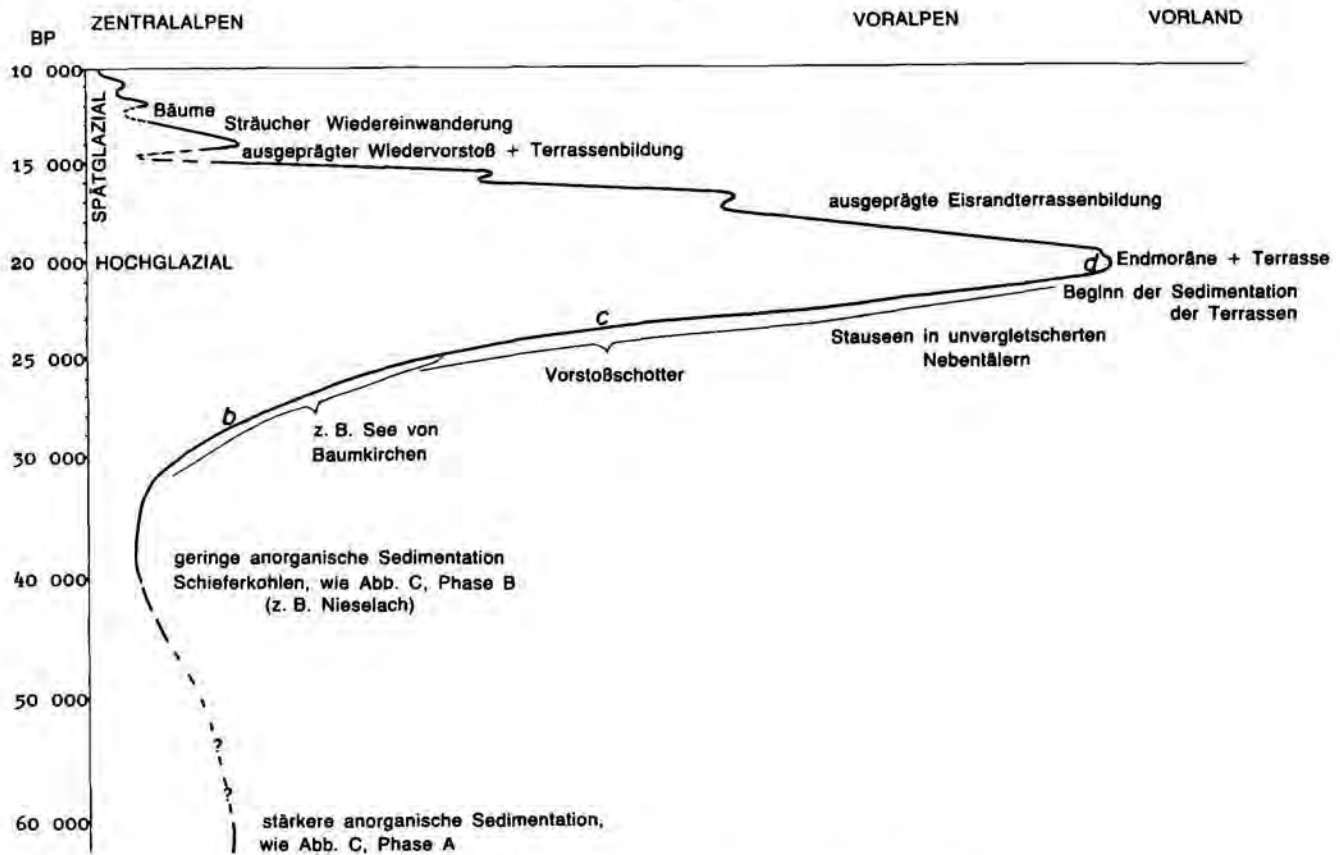 ZENTRALALPEN
VORALPEN
VORLAND
BP
10 000
SPÄTGLAZIAL
Bäume
Sträucher Wiedereinwanderung
ausgeprägter Wiedervorstoß + Terrassenbildung
15 000
ausgeprägte Eisrandterrassenbildung
20 000
HOCHGLAZIAL
d
Endmoräne + Terrasse
Beginn der Sedimentation
der Terrassen
c
Stauseen in unvergletscherten
Nebentälern
25 000
Vorstoßschotter
b
z. B. See von
Baumkirchen
30 000
geringe anorganische Sedimentation
40 000
Schieferkohlen, wie Abb. C, Phase B
(z. B. Nieselach)
50 000
?
?
60 000
stärkere anorganische Sedimentation,
wie Abb. C, Phase A